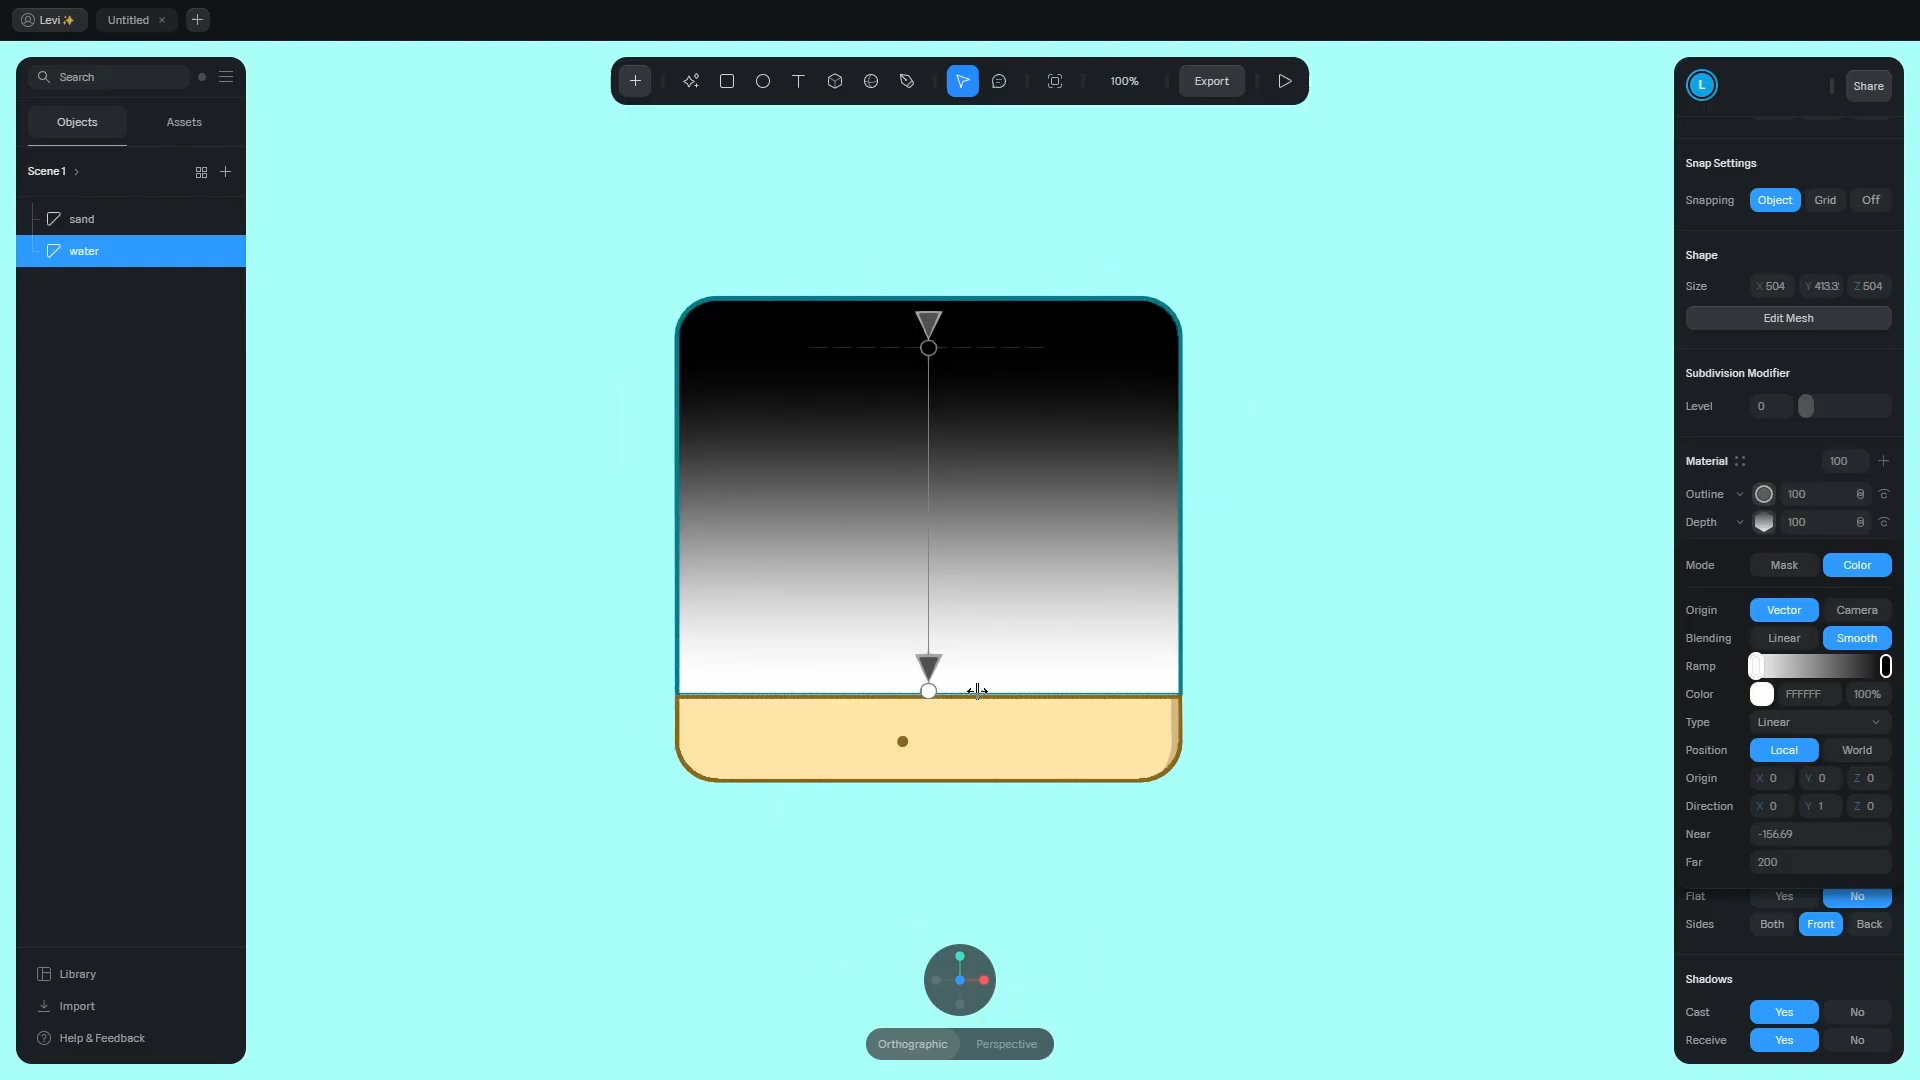 Levi✨
Untitled
100%
Export
Search
Objects
Assets
Scene 1
sand
water
Library
Import
Help & Feedback
Orthographic
Perspective
L
Share
Snap Settings
Snapping
Object
Grid
Off
Shape
Size
X 504
Y 413.3
Z 504
Edit Mesh
Subdivision Modifier
Level
0
Material
100
Outline
100
Depth
100
Mode
Mask
Color
Origin
Vector
Camera
Blending
Linear
Smooth
Ramp
Color
FFFFFF
100%
Type
Linear
Position
Local
World
Origin
X 0
Y 0
Z 0
Direction
X 0
Y 1
Z 0
Near
-156.69
Far
200
Flat
Yes
No
Sides
Both
Front
Back
Shadows
Cast
Yes
No
Receive
Yes
No